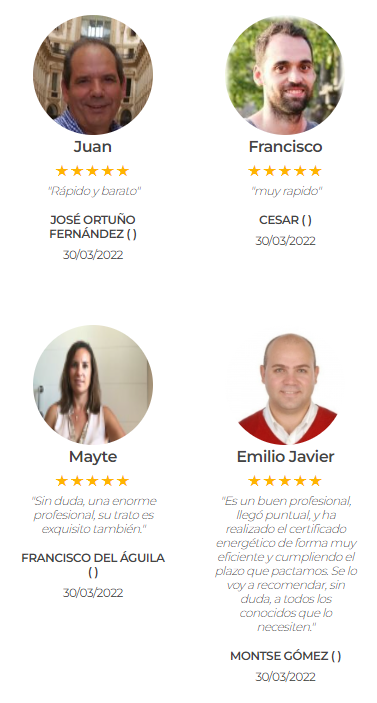 Juan
★★★★★
"Rápido y barato"
JOSÉ ORTUÑO
FERNÁNDEZ ( )
30/03/2022
Francisco
★★★★★
"muy rapido"
CESAR ( )
30/03/2022
Mayte
★★★★★
"Sin duda, una enorme
profesional, su trato es
exquisito también."
FRANCISCO DEL ÁGUILA
( )
30/03/2022
Emilio Javier
★★★★★
"Es un buen profesional,
llegó puntual, y ha
realizado el certificado
energético de forma muy
eficiente y cumpliendo el
plazo que pactamos. Se lo
voy a recomendar, sin
duda, a todos los
conocidos que lo
necesiten."
MONTSE GÓMEZ ( )
30/03/2022